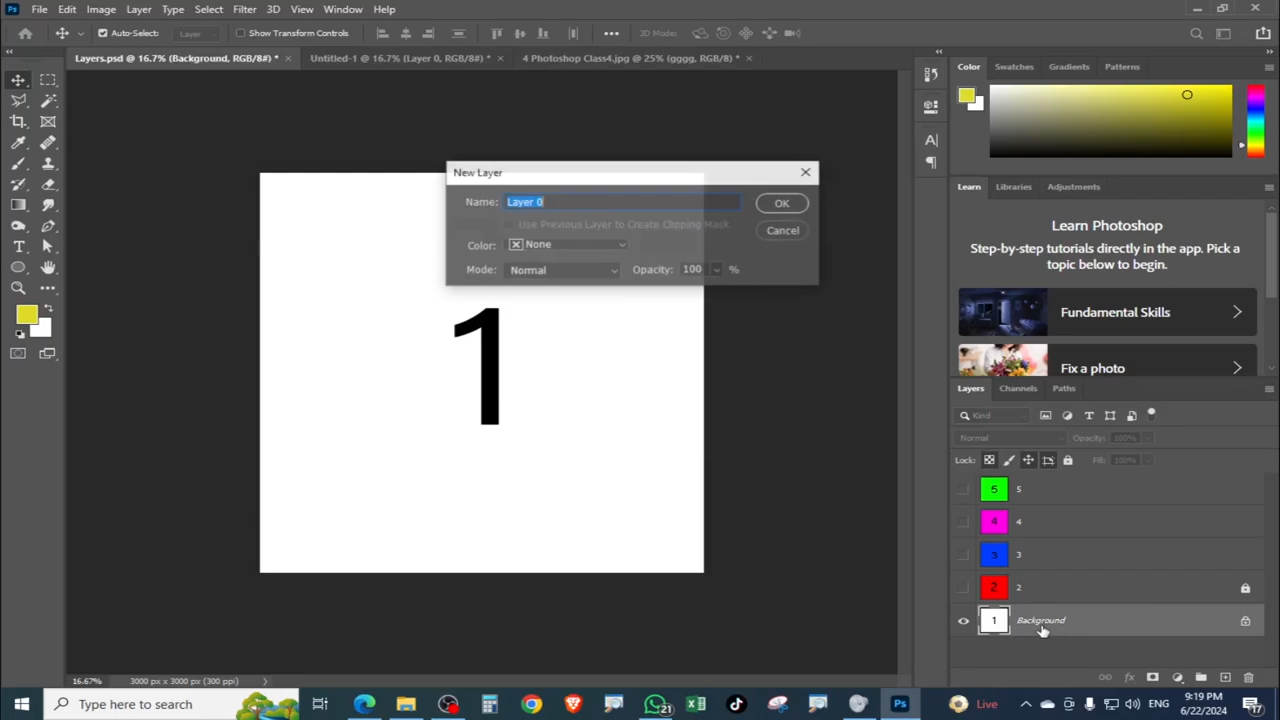 Ps File Edit Image Layer Type Select Filter 3D View Window Help
Auto-Select: Layer Show Transform Controls ••• 3D Mode:
Layers.psd @ 16.7% (Background, RGB/8#) * × Untitled-1 @ 16.7% (Layer 0, RGB/8#) * × 4 Photoshop Class4.jpg @ 25% (gggg, RGB/8) * ×
Color Swatches Gradients Patterns
New Layer
Name: Layer 0 OK
Use Previous Layer to Create Clipping Mask
Cancel
Color: None
Mode: Normal Opacity: 100 %
1
Learn Libraries Adjustments
Learn Photoshop
Step-by-step tutorials directly in the app. Pick a
topic below to begin.
Fundamental Skills
Fix a photo
Layers Channels Paths
Kind
Normal Opacity: 100%
Lock: Fill: 100%
5 5
4 4
3 3
2 2
1 Background
16.67% 3000 px x 3000 px (300 ppi)
Type here to search
21
Live
ENG
9:19 PM
6/22/2024